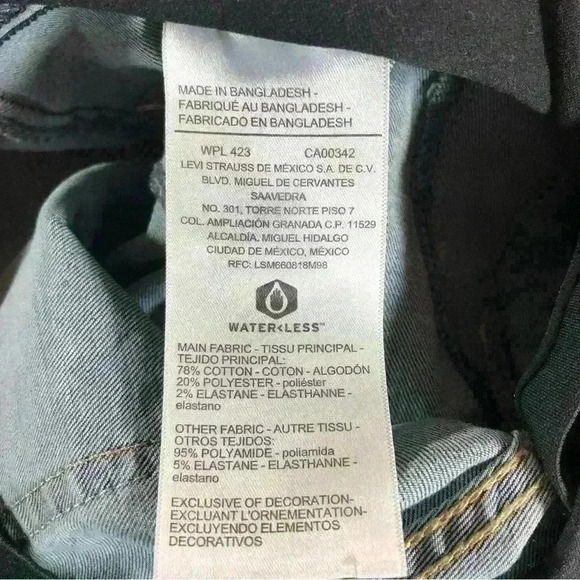 MADE IN BANGLADESH -
FABRIQUÉ AU BANGLADESH -
FABRICADO EN BANGLADESH
WPL 423 CA00342
LEVI STRAUSS DE MÉXICO S.A. DE C.V.
BLVD. MIGUEL DE CERVANTES
SAAVEDRA
NO. 301, TORRE NORTE PISO 7
COL. AMPLIACIÓN GRANADA C.P. 11529
ALCALDÍA. MIGUEL HIDALGO
CIUDAD DE MÉXICO, MÉXICO
RFC: LSM660818M98
WATER<LESS™
MAIN FABRIC - TISSU PRINCIPAL -
TEJIDO PRINCIPAL:
78% COTTON - COTON - ALGODÓN
20% POLYESTER - poliéster
2% ELASTANE - ELASTHANNE -
elastano
OTHER FABRIC - AUTRE TISSU -
OTROS TEJIDOS:
95% POLYAMIDE - poliamida
5% ELASTANE - ELASTHANNE -
elastano
EXCLUSIVE OF DECORATION-
EXCLUANT L'ORNEMENTATION-
EXCLUYENDO ELEMENTOS
DECORATIVOS